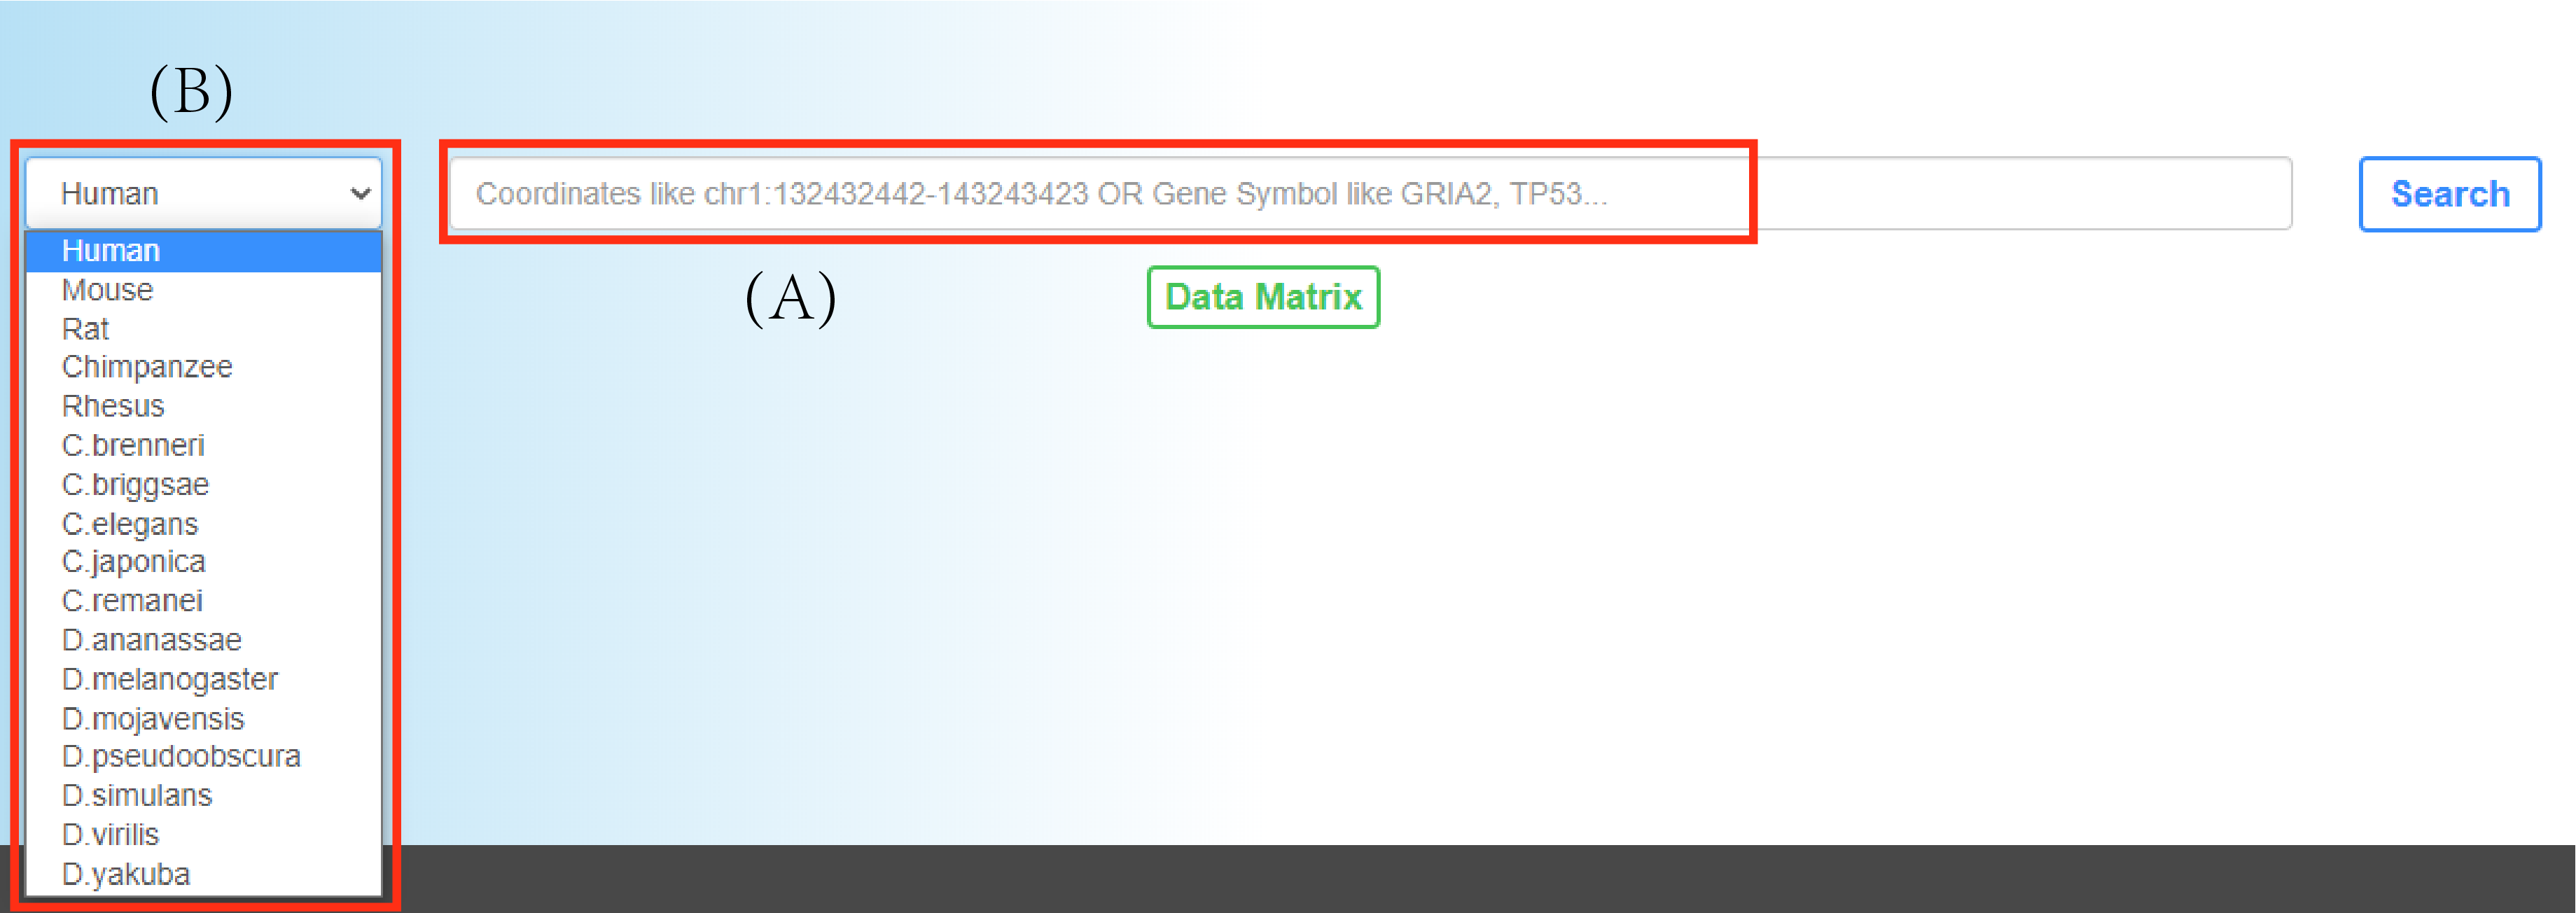 (B)
Human
Coordinates like chr1:132432442-143243423 OR Gene Symbol like GRIA2, TP53...
Search
(A)
Data Matrix
Human
Mouse
Rat
Chimpanzee
Rhesus
C.brenneri
C.briggsae
C.elegans
C.japonica
C.remanei
D.ananassae
D.melanogaster
D.mojavensis
D.pseudoobscura
D.simulans
D.virilis
D.yakuba